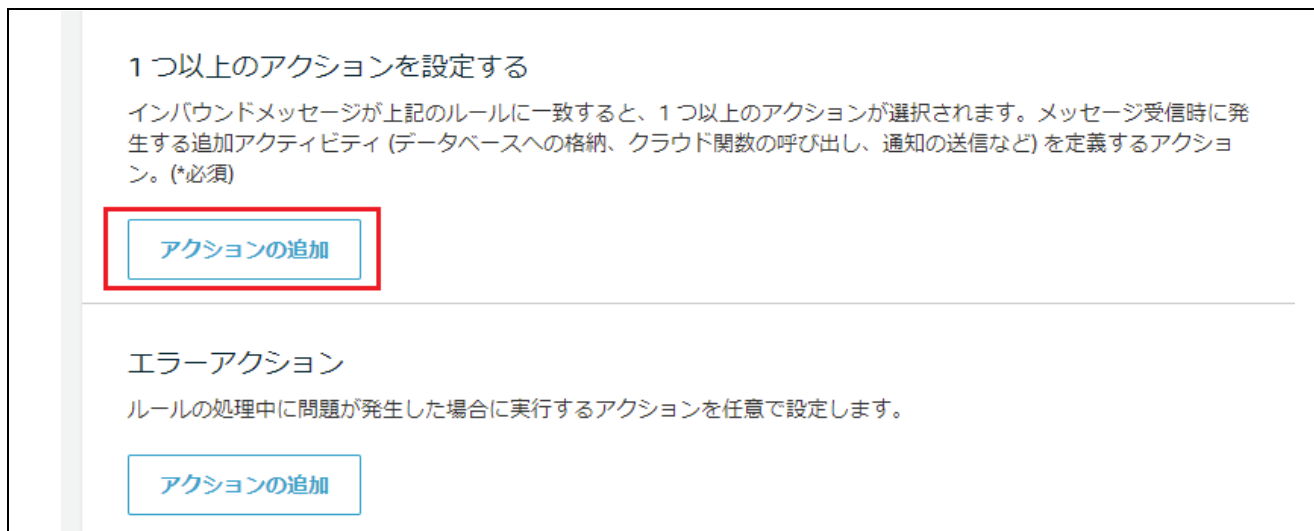 1 つ以上のアクションを設定する
インバウンドメッセージが上記のルールに一致すると、1 つ以上のアクションが選択されます。メッセージ受信時に発
生する追加アクティビティ (データベースへの格納、クラウド関数の呼び出し、通知の送信など) を定義するアクショ
ン。(*必須)
アクションの追加
エラーアクション
ルールの処理中に問題が発生した場合に実行するアクションを任意で設定します。
アクションの追加